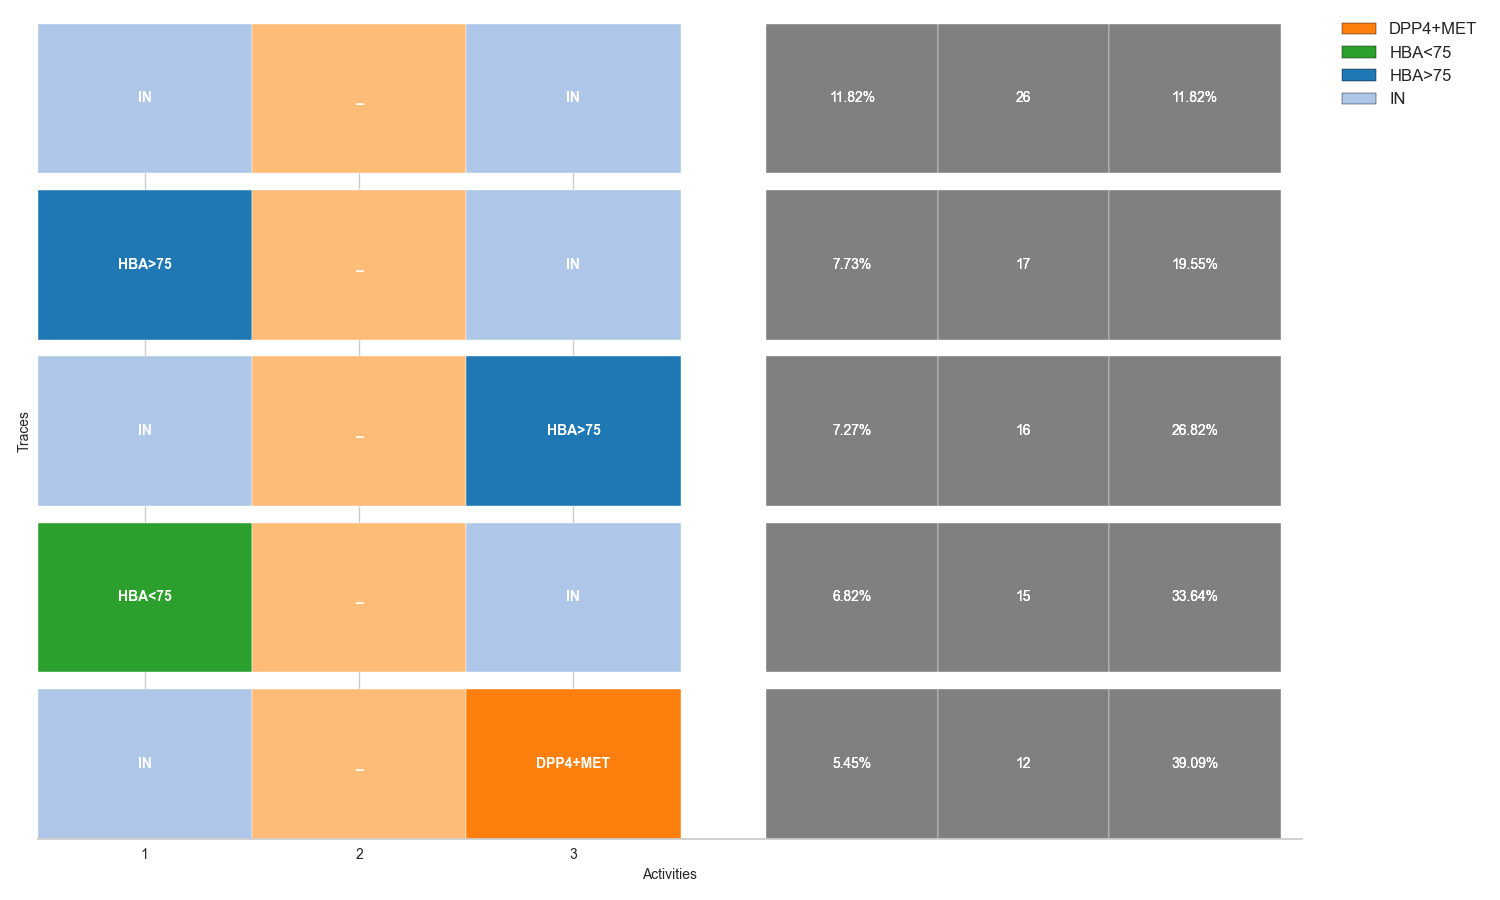 IN _ IN 11.82% 26 11.82%
HBA>75 _ IN 7.73% 17 19.55%
IN _ HBA>75 7.27% 16 26.82%
HBA<75 _ IN 6.82% 15 33.64%
IN _ DPP4+MET 5.45% 12 39.09%
1 2 3
Activities
Traces
DPP4+MET
HBA<75
HBA>75
IN